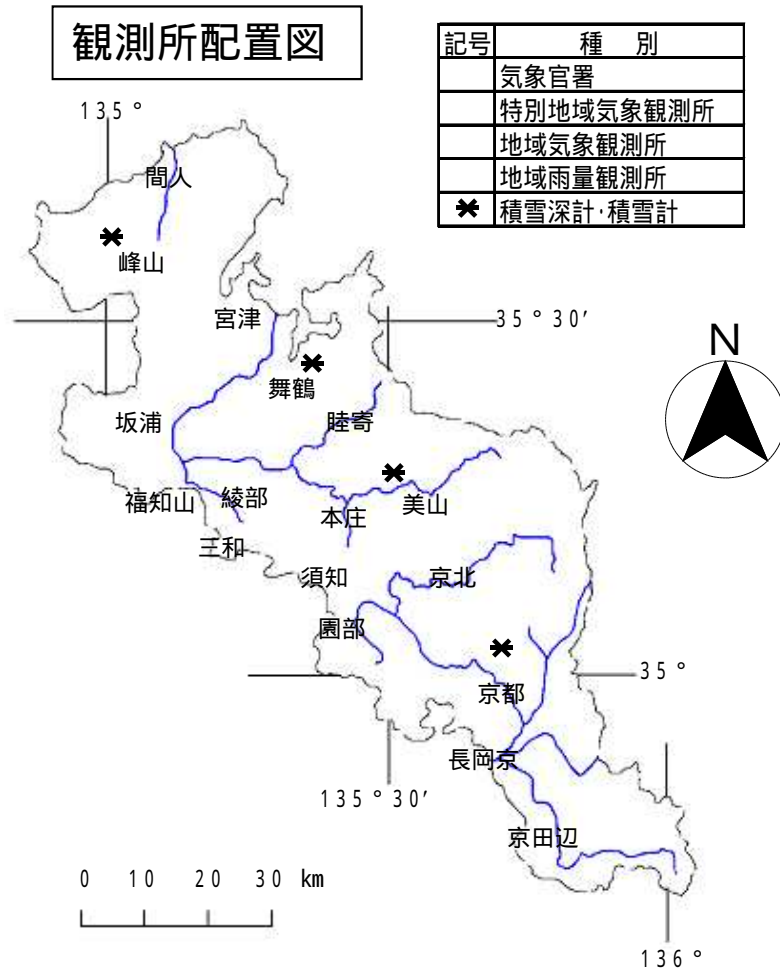 観測所配置図
記号 種 別
気象官署
特別地域気象観測所
地域気象観測所
地域雨量観測所
積雪深計・積雪計
135°
間人
峰山
宮津
35°30′
N
舞鶴
坂浦
睦寄
福知山
綾部
本庄
美山
三和
須知
京北
園部
京都
35°
長岡京
135°30′
京田辺
0 10 20 30 km
136°